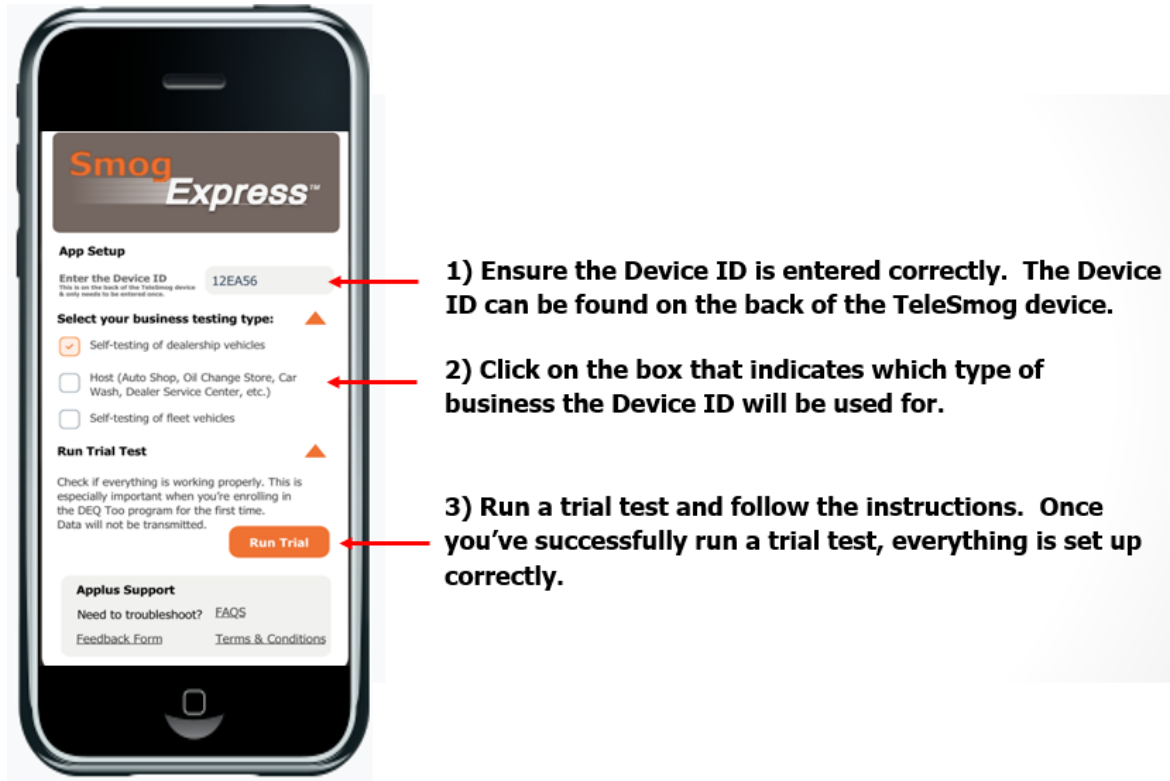 Smog
Express™
App Setup
Enter the Device ID
This is on the back of the TeleSmog device
& only needs to be entered once.
12EA56
Select your business testing type:
Self-testing of dealership vehicles
Host (Auto Shop, Oil Change Store, Car
Wash, Dealer Service Center, etc.)
Self-testing of fleet vehicles
Run Trial Test
Check if everything is working properly. This is
especially important when you're enrolling in
the DEQ Too program for the first time.
Data will not be transmitted.
Run Trial
Applus Support
Need to troubleshoot? FAQS
Feedback Form Terms & Conditions
1) Ensure the Device ID is entered correctly. The Device
ID can be found on the back of the TeleSmog device.
2) Click on the box that indicates which type of
business the Device ID will be used for.
3) Run a trial test and follow the instructions. Once
you've successfully run a trial test, everything is set up
correctly.